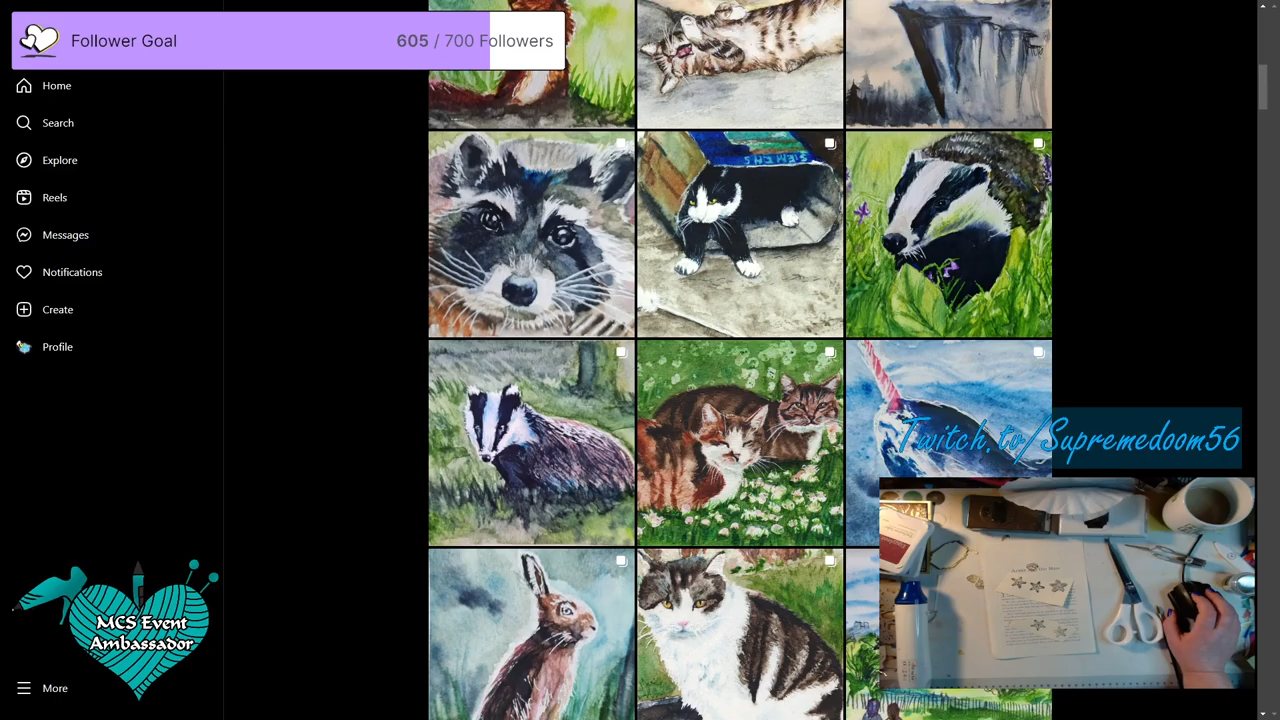 Follower Goal
605 / 700 Followers
Home
Search
Explore
Reels
Messages
Notifications
Create
Profile
More
MCS Event
Ambassador
SIEMENS
Twitch.tv/Supremedoom56